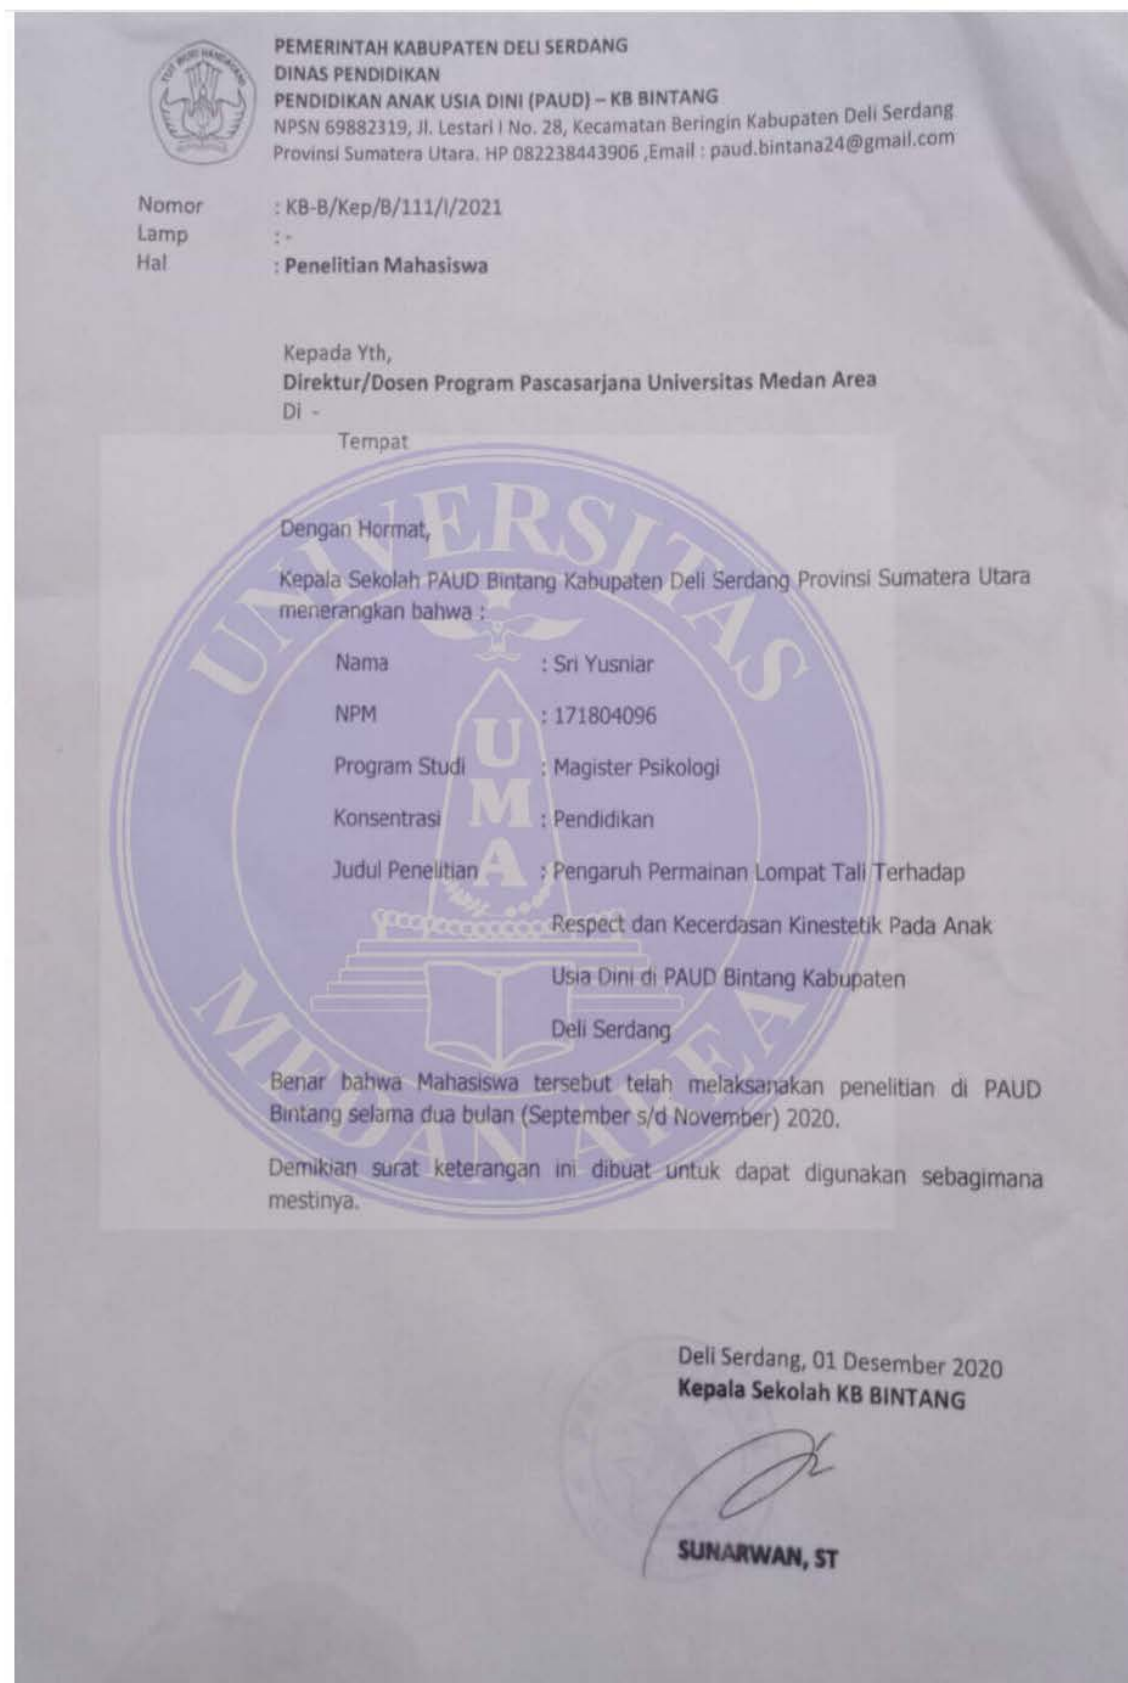 TUT WURI HANDAYANI
PEMERINTAH KABUPATEN DELI SERDANG
DINAS PENDIDIKAN
PENDIDIKAN ANAK USIA DINI (PAUD) – KB BINTANG
NPSN 69882319, Jl. Lestari I No. 28, Kecamatan Beringin Kabupaten Deli Serdang
Provinsi Sumatera Utara. HP 082238443906 ,Email : paud.bintana24@gmail.com
Nomor : KB-B/Kep/B/111/I/2021
Lamp : -
Hal : Penelitian Mahasiswa
Kepada Yth,
Direktur/Dosen Program Pascasarjana Universitas Medan Area
Di -
Tempat
Dengan Hormat,
Kepala Sekolah PAUD Bintang Kabupaten Deli Serdang Provinsi Sumatera Utara
menerangkan bahwa :
Nama : Sri Yusniar
NPM : 171804096
Program Studi : Magister Psikologi
Konsentrasi : Pendidikan
Judul Penelitian : Pengaruh Permainan Lompat Tali Terhadap
Respect dan Kecerdasan Kinestetik Pada Anak
Usia Dini di PAUD Bintang Kabupaten
Deli Serdang
Benar bahwa Mahasiswa tersebut telah melaksanakan penelitian di PAUD
Bintang selama dua bulan (September s/d November) 2020.
Demikian surat keterangan ini dibuat untuk dapat digunakan sebagimana
mestinya.
UNIVERSITAS
UMA
MEDAN AREA
Deli Serdang, 01 Desember 2020
Kepala Sekolah KB BINTANG
SUNARWAN, ST